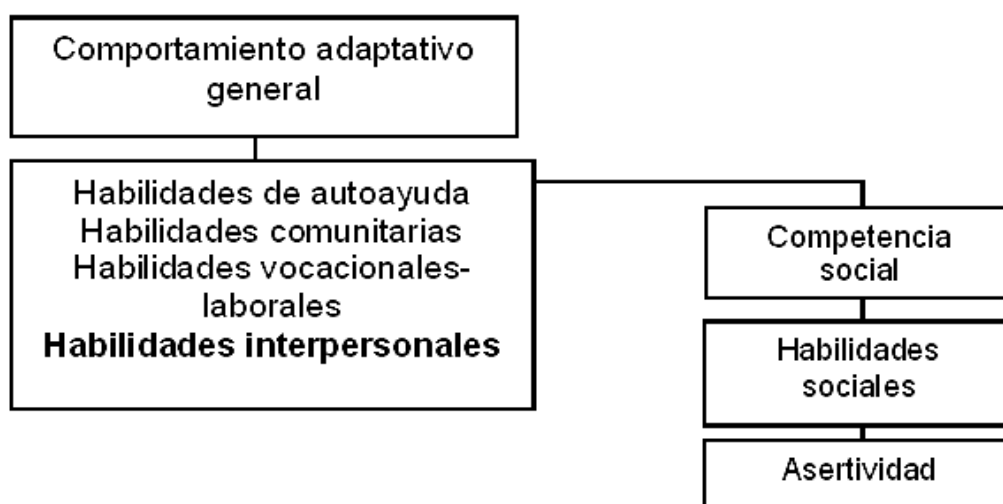 Comportamiento adaptativo
general
Habilidades de autoayuda
Habilidades comunitarias
Habilidades vocacionales-
laborales
Habilidades interpersonales
Competencia
social
Habilidades
sociales
Asertividad